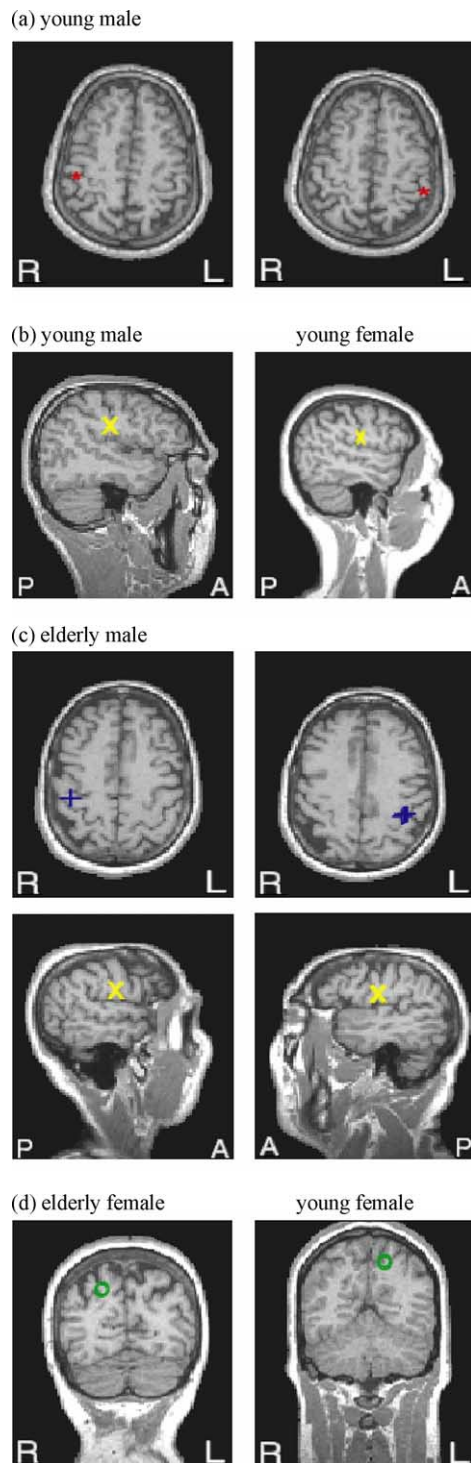 (a) young male
R L R L
(b) young male young female
P A P A
(c) elderly male
R L R L
P A A P
(d) elderly female young female
R L R L